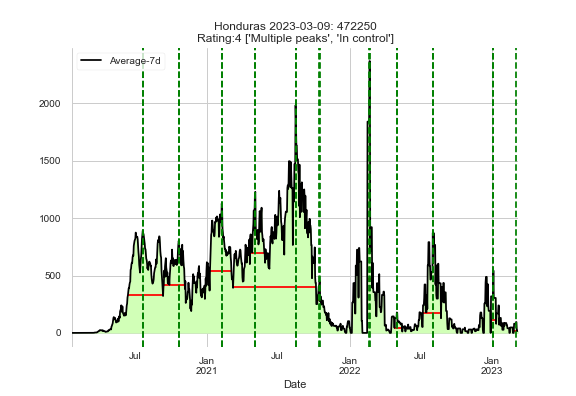 Honduras 2023-03-09: 472250
Rating:4 ['Multiple peaks', 'In control']
Average-7d
2000
1500
1000
500
0
Jul Jan Jul Jan Jul Jan
2021 2022 2023
Date